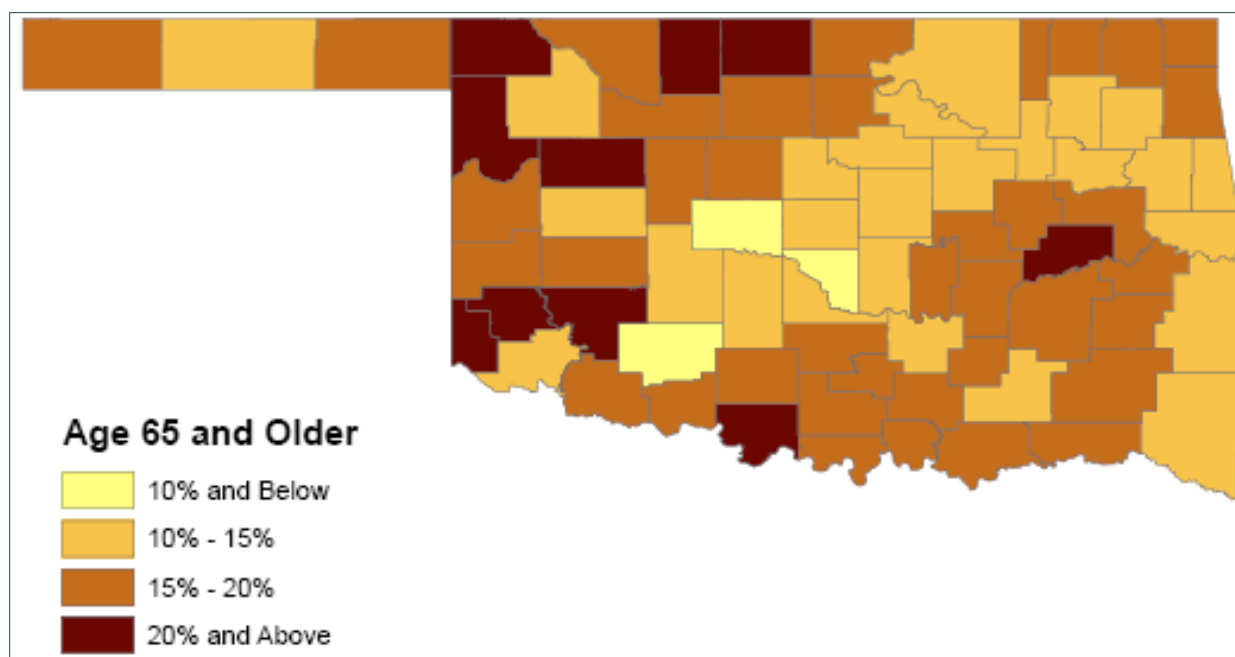 Age 65 and Older
10% and Below
10% - 15%
15% - 20%
20% and Above